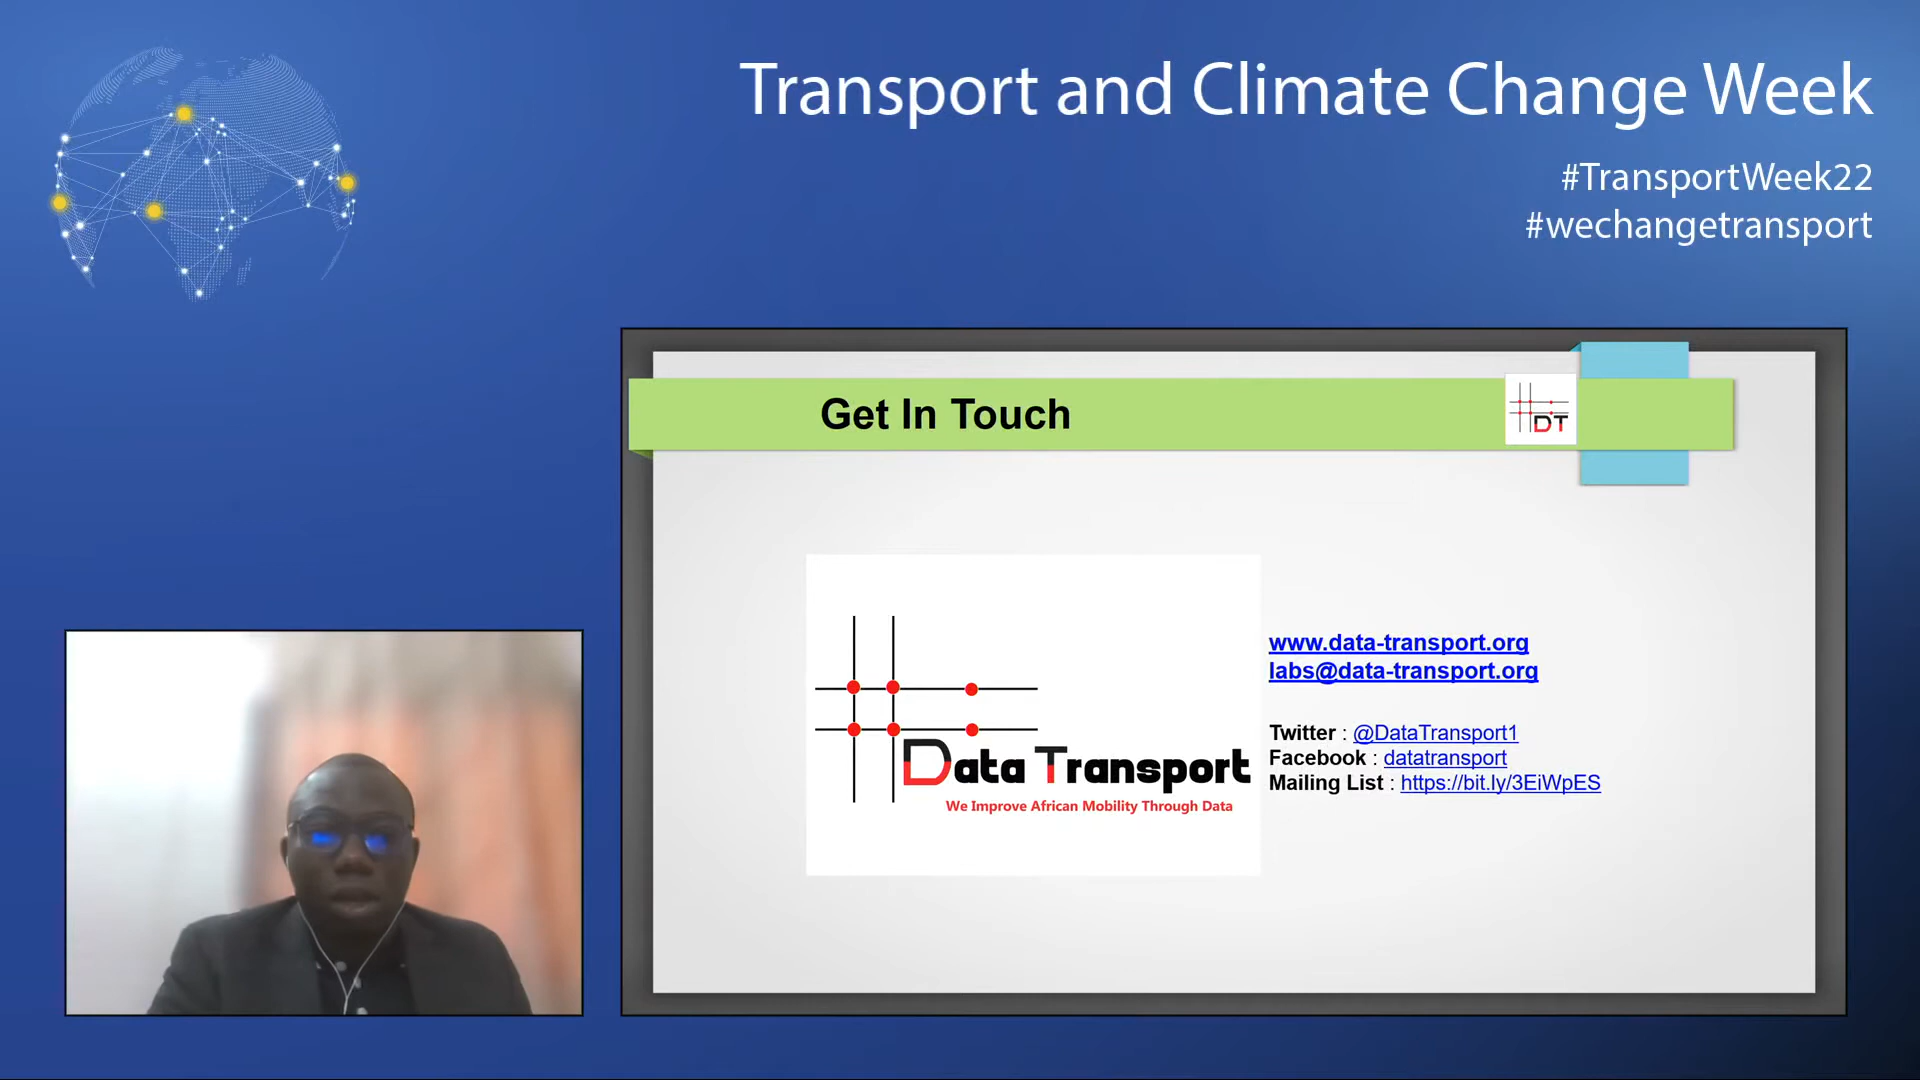 Transport and Climate Change Week
#TransportWeek22
#wechangetransport
Get In Touch
DT
Data Transport
We Improve African Mobility Through Data
www.data-transport.org
labs@data-transport.org
Twitter : @DataTransport1
Facebook : datatransport
Mailing List : https://bit.ly/3EiWpES